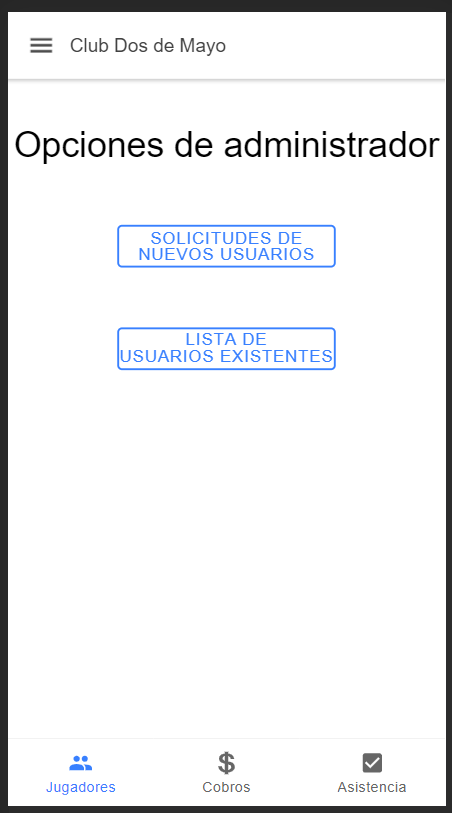 Club Dos de Mayo
Opciones de administrador
SOLICITUDES DE
NUEVOS USUARIOS
LISTA DE
USUARIOS EXISTENTES
Jugadores
Cobros
Asistencia